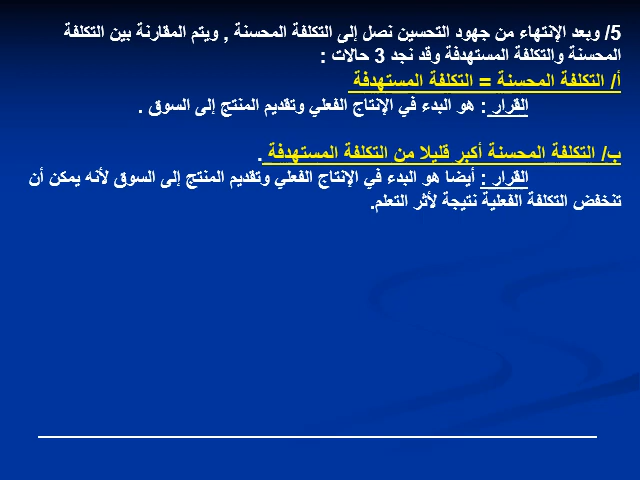 5/ وبعد الإنتهاء من جهود التحسين نصل إلى التكلفة المحسنة , ويتم المقارنة بين التكلفة
المحسنة والتكلفة المستهدفة وقد نجد 3 حالات :
أ/ التكلفة المحسنة = التكلفة المستهدفة
القرار : هو البدء في الإنتاج الفعلي وتقديم المنتج إلى السوق .
ب/ التكلفة المحسنة أكبر قليلا من التكلفة المستهدفة .
القرار : أيضا هو البدء في الإنتاج الفعلي وتقديم المنتج إلى السوق لأنه يمكن أن
تنخفض التكلفة الفعلية نتيجة لأثر التعلم.